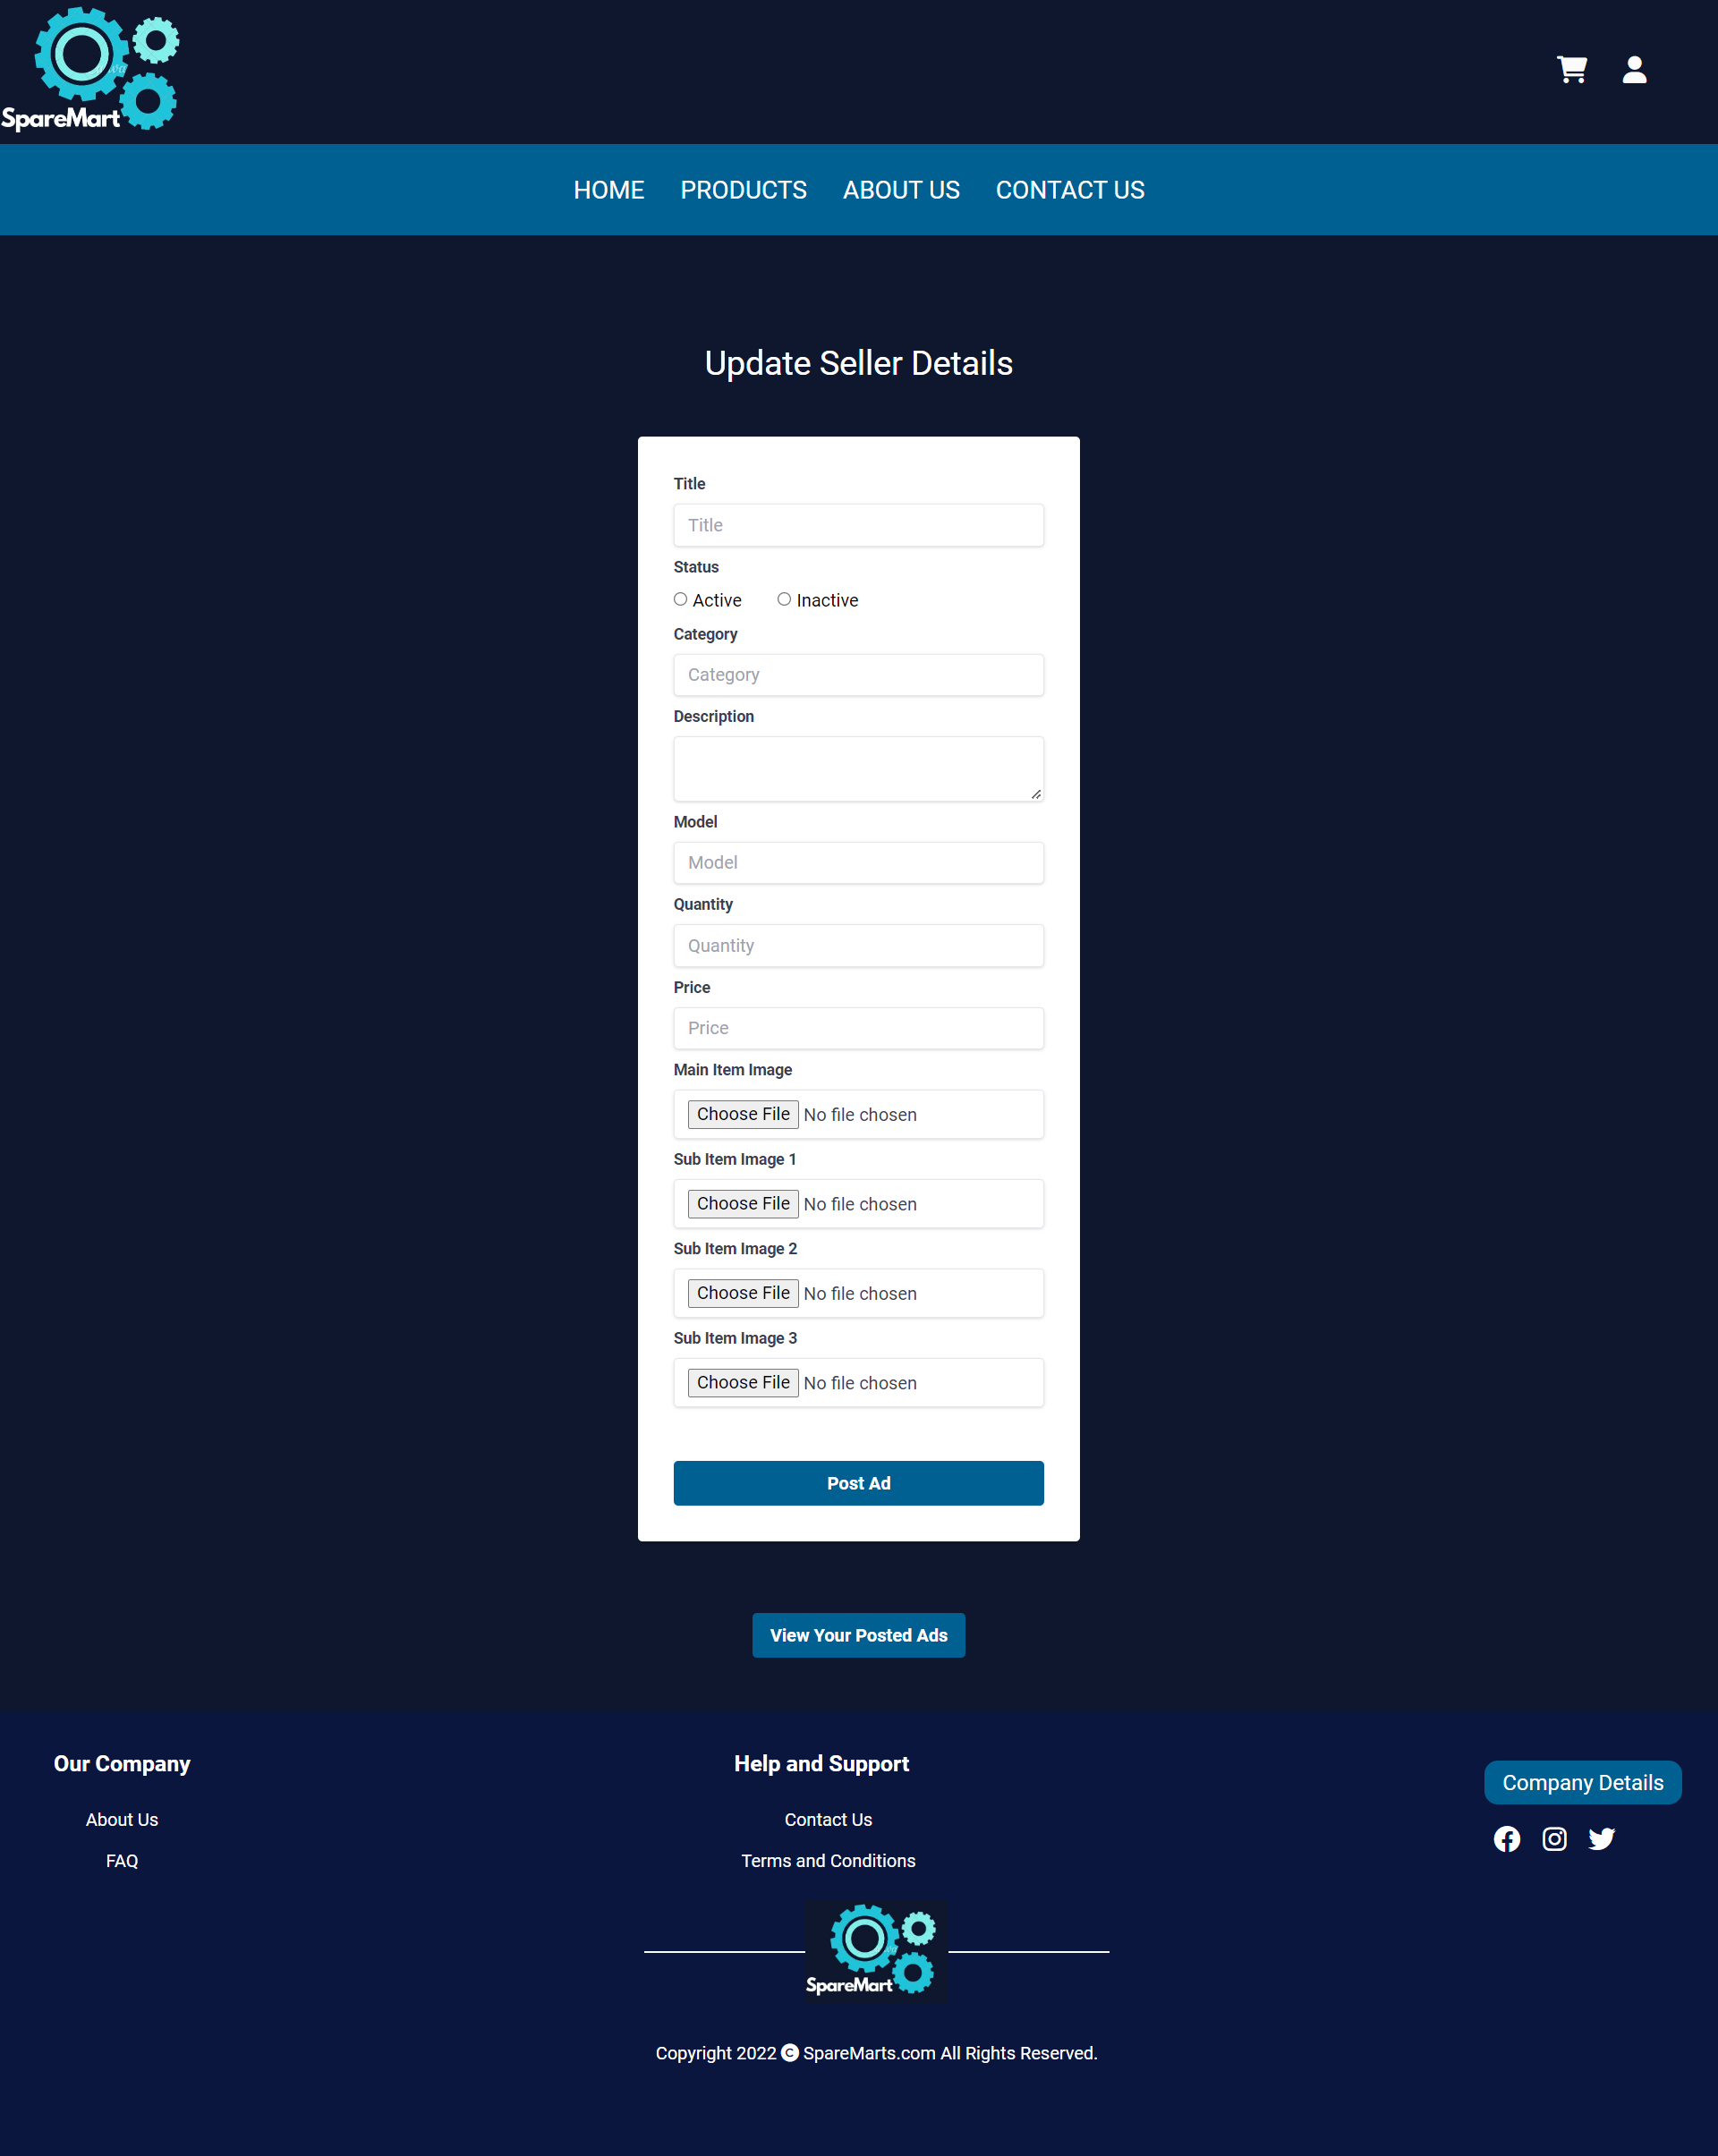 SpareMart
HOME PRODUCTS ABOUT US CONTACT US
Update Seller Details
Title
Title
Status
Active Inactive
Category
Category
Description
Model
Model
Quantity
Quantity
Price
Price
Main Item Image
Choose File No file chosen
Sub Item Image 1
Choose File No file chosen
Sub Item Image 2
Choose File No file chosen
Sub Item Image 3
Choose File No file chosen
Post Ad
View Your Posted Ads
Our Company
About Us
FAQ
Help and Support
Contact Us
Terms and Conditions
Company Details
SpareMart
Copyright 2022 © SpareMarts.com All Rights Reserved.